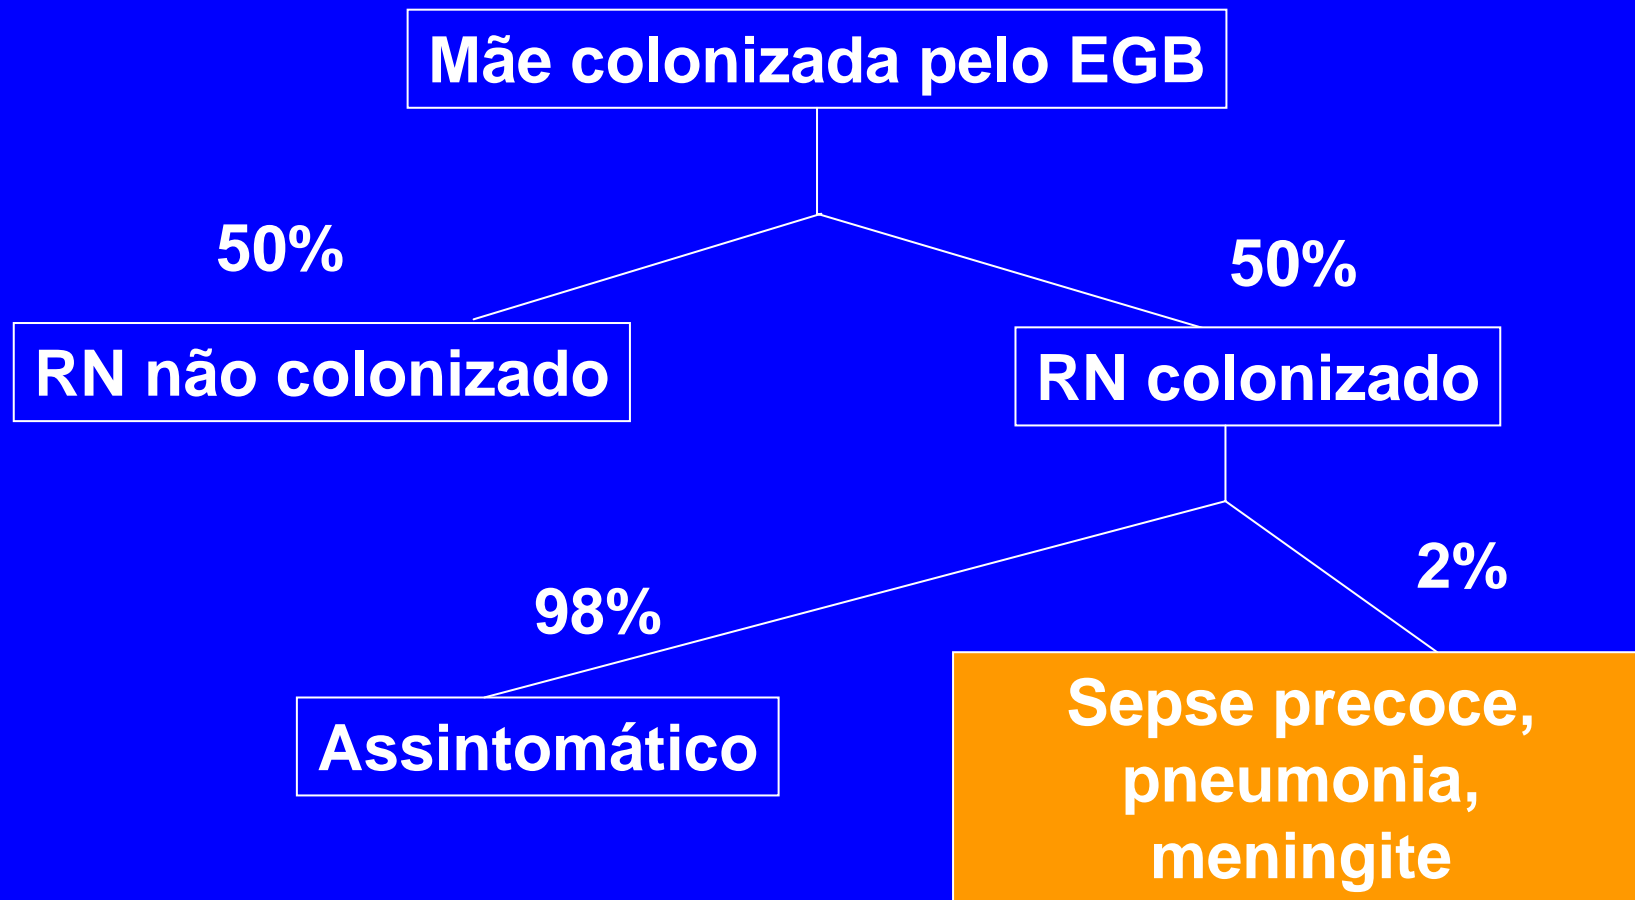 Mãe colonizada pelo EGB
50%
50%
RN não colonizado
RN colonizado
2%
98%
Sepse precoce,
pneumonia,
meningite
Assintomático